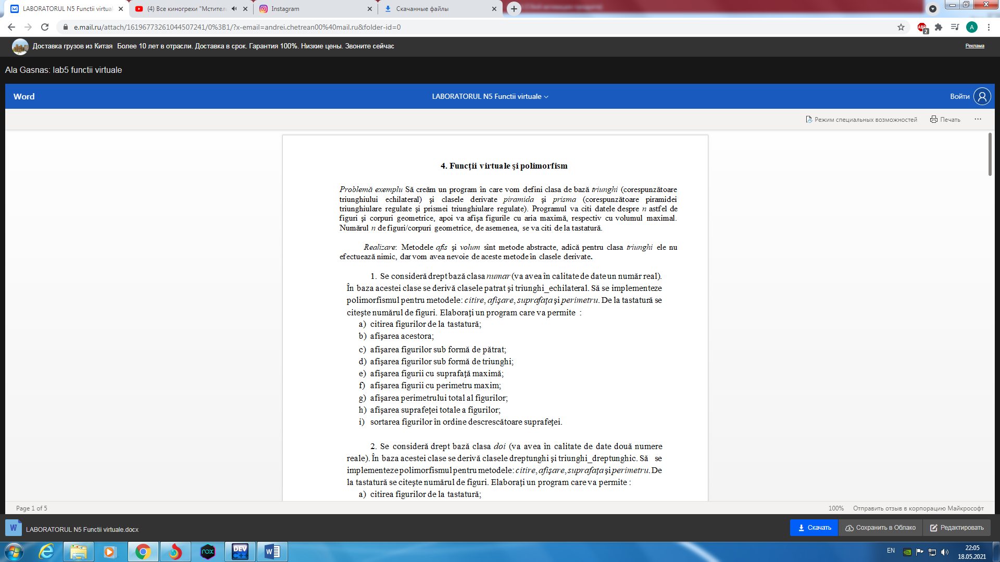 LABORATORUL N5 Functii virtual
(4) Все киногрехи "Мстител
Instagram
Скачанные файлы
e.mail.ru/attach/16196773261044507241/0%3B1/?x-email=andrei.chetrean00%40mail.ru&folder-id=0
ABP
2
A
Доставка грузов из Китая Более 10 лет в отрасли. Доставка в срок. Гарантия 100%. Низкие цены. Звоните сейчас
Реклама
Ala Gasnas: lab5 functii virtuale
Word
LABORATORUL N5 Functii virtuale
Войти
Режим специальных возможностей
Печать
...
4. Funcţii virtuale şi polimorfism
Problemă exemplu Să creăm un program în care vom defini clasa de bază triunghi (corespunzătoare
triunghiului echilateral) şi clasele derivate piramida şi prisma (corespunzătoare piramidei
triunghiulare regulate şi prismei triunghiulare regulate). Programul va citi datele despre n astfel de
figuri şi corpuri geometrice, apoi va afişa figurile cu aria maximă, respectiv cu volumul maximal.
Numărul n de figuri/corpuri geometrice, de asemenea, se va citi de la tastatură.
Realizare: Metodele afis şi volum sînt metode abstracte, adică pentru clasa triunghi ele nu
efectuează nimic, dar vom avea nevoie de aceste metode în clasele derivate.
1. Se consideră drept bază clasa numar (va avea în calitate de date un număr real).
În baza acestei clase se derivă clasele patrat şi triunghi_echilateral. Să se implementeze
polimorfismul pentru metodele: citire, afişare, suprafaţa şi perimetru. De la tastatură se
citeşte numărul de figuri. Elaboraţi un program care va permite :
a) citirea figurilor de la tastatură;
b) afişarea acestora;
c) afişarea figurilor sub formă de pătrat;
d) afişarea figurilor sub formă de triunghi;
e) afişarea figurii cu suprafaţă maximă;
f) afişarea figurii cu perimetru maxim;
g) afişarea perimetrului total al figurilor;
h) afişarea suprafeţei totale a figurilor;
i) sortarea figurilor în ordine descrescătoare suprafeţei.
2. Se consideră drept bază clasa doi (va avea în calitate de date două numere
reale). În baza acestei clase se derivă clasele dreptunghi şi triunghi_dreptunghic. Să se
implementeze polimorfismul pentru metodele: citire, afişare, suprafaţa şi perimetru. De
la tastatură se citeşte numărul de figuri. Elaboraţi un program care va permite :
a) citirea figurilor de la tastatură;
Page 1 of 5
100%
Отправить отзыв в корпорацию Майкрософт
W
LABORATORUL N5 Functii virtuale.docx
Скачать
Сохранить в Облако
Редактировать
nox
DEV
C++
W
EN
22:05
18.05.2021